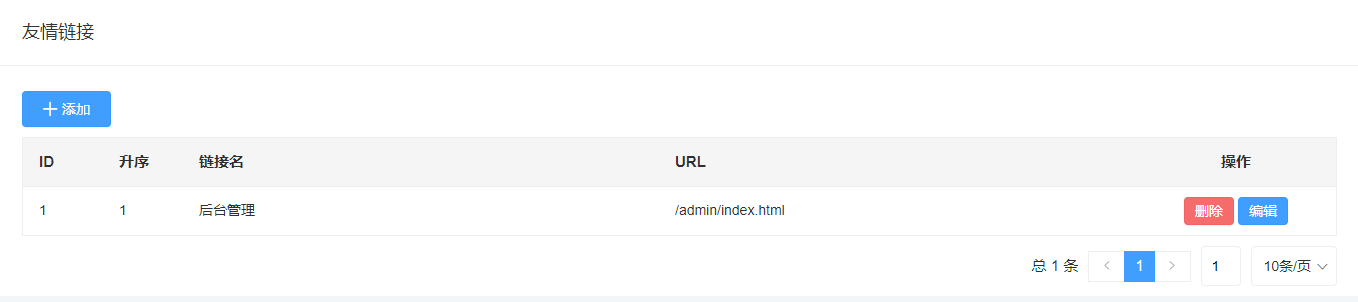 友情链接
添加
ID 升序 链接名 URL 操作
1 1 后台管理 /admin/index.html 删除 编辑
总 1 条 1 1 10条/页